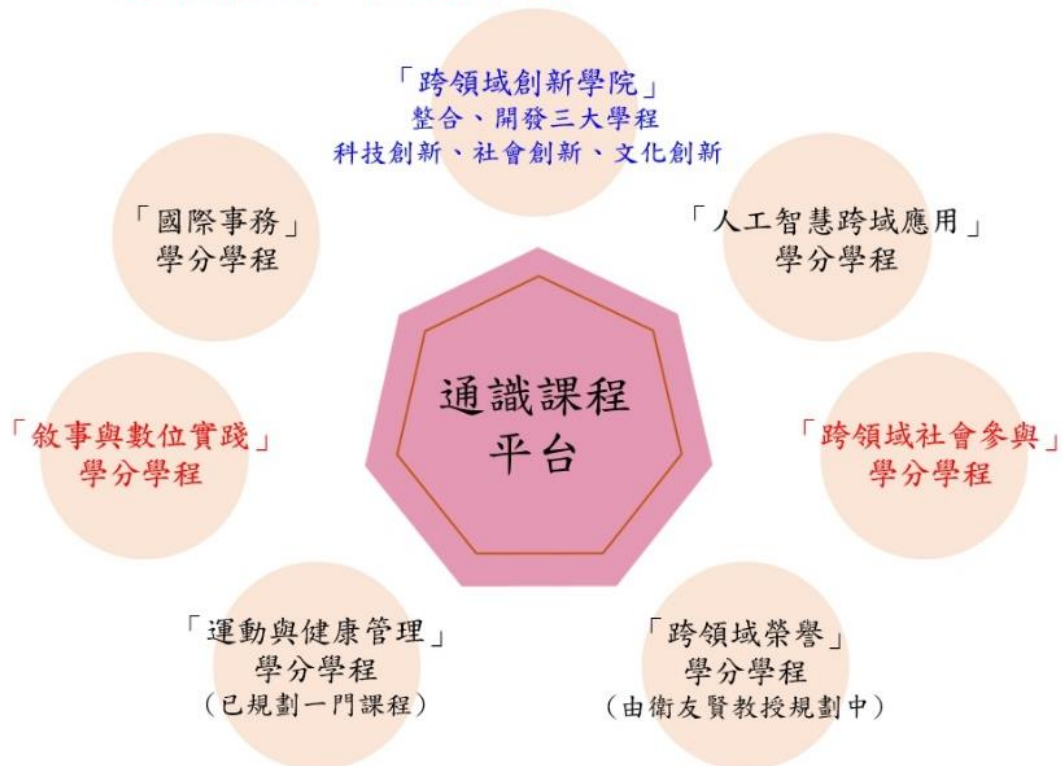 「跨領域創新學院」
整合、開發三大學程
科技創新、社會創新、文化創新
「國際事務」
學分學程
「人工智慧跨域應用」
學分學程
通識課程
平台
「敘事與數位實踐」
學分學程
「跨領域社會參與」
學分學程
「運動與健康管理」
學分學程
(已規劃一門課程)
「跨領域榮譽」
學分學程
(由衛友賢教授規劃中)